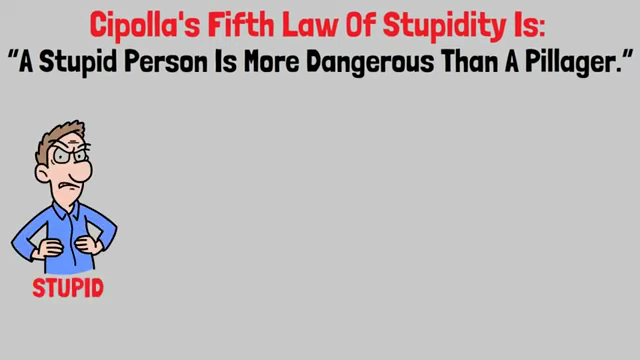 Cipolla's Fifth Law Of Stupidity Is:
“A Stupid Person Is More Dangerous Than A Pillager.”
STUPID